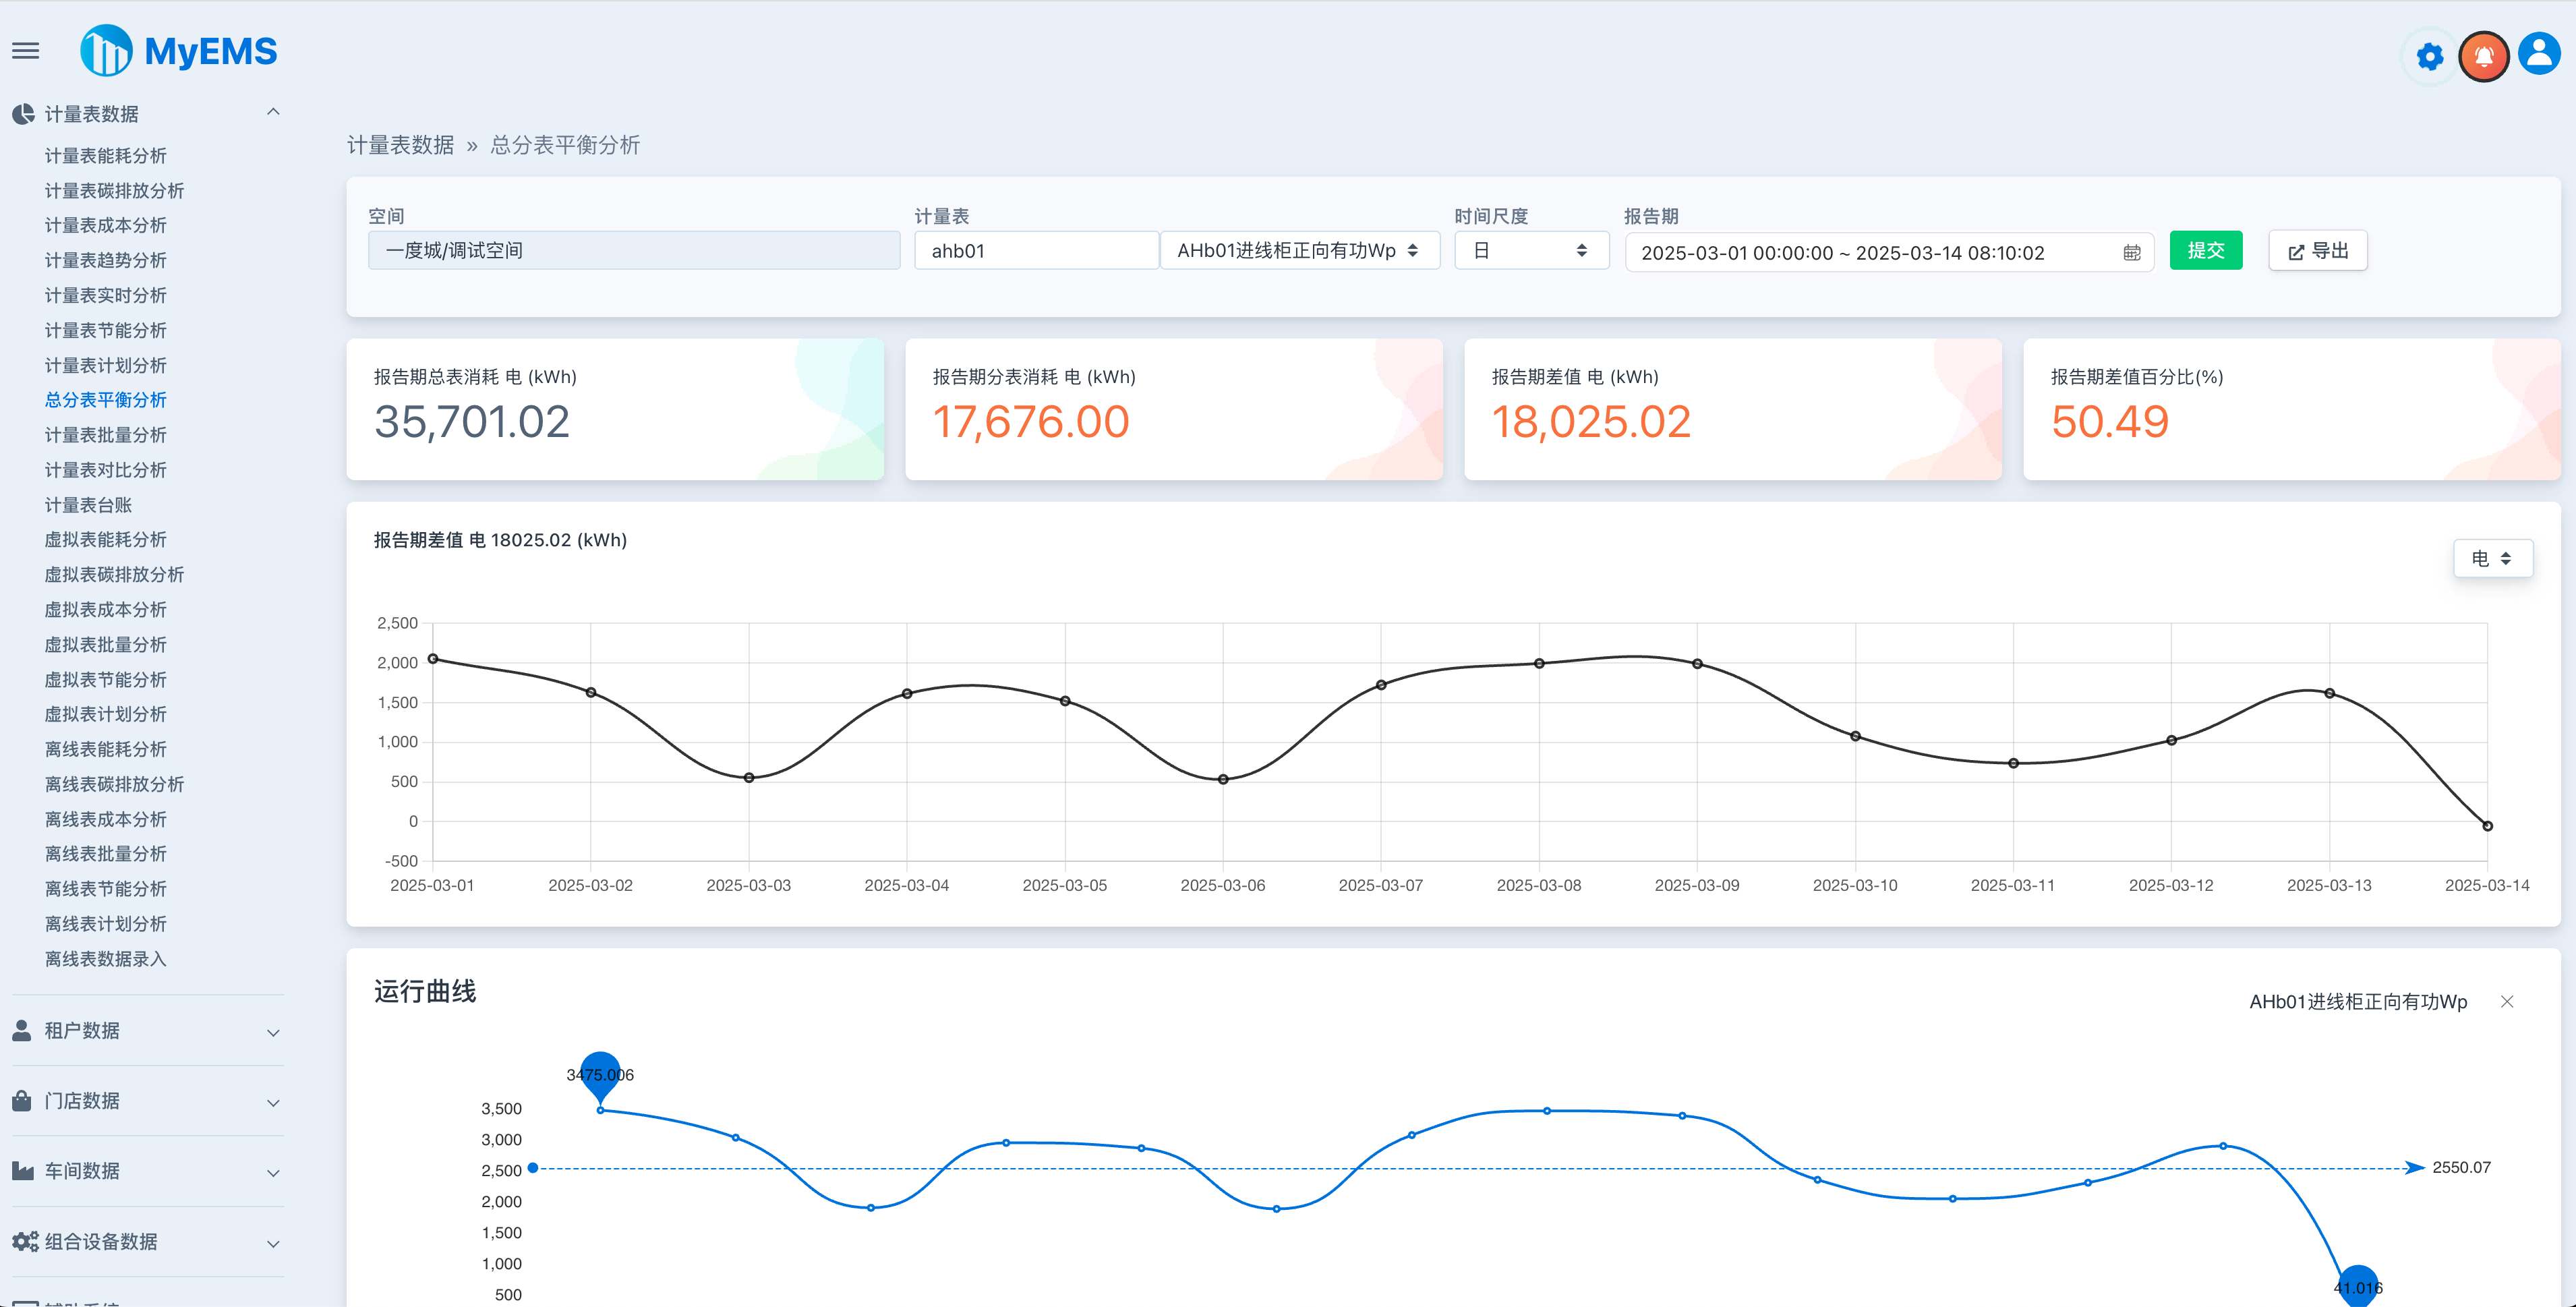 MyEMS
计量表数据
计量表能耗分析
计量表碳排放分析
计量表成本分析
计量表趋势分析
计量表实时分析
计量表节能分析
计量表计划分析
总分表平衡分析
计量表批量分析
计量表对比分析
计量表台账
虚拟表能耗分析
虚拟表碳排放分析
虚拟表成本分析
虚拟表批量分析
虚拟表节能分析
虚拟表计划分析
离线表能耗分析
离线表碳排放分析
离线表成本分析
离线表批量分析
离线表节能分析
离线表计划分析
离线表数据录入
租户数据
门店数据
车间数据
组合设备数据
计量表数据 » 总分表平衡分析
空间 计量表 时间尺度 报告期
一度城/调试空间 ahb01 AHb01进线柜正向有功Wp 日 2025-03-01 00:00:00 ~ 2025-03-14 08:10:02 提交 导出
报告期总表消耗 电 (kWh)
35,701.02
报告期分表消耗 电 (kWh)
17,676.00
报告期差值 电 (kWh)
18,025.02
报告期差值百分比(%)
50.49
报告期差值 电 18025.02 (kWh)
电
2,500
2,000
1,500
1,000
500
0
-500
2025-03-01 2025-03-02 2025-03-03 2025-03-04 2025-03-05 2025-03-06 2025-03-07 2025-03-08 2025-03-09 2025-03-10 2025-03-11 2025-03-12 2025-03-13 2025-03-14
运行曲线
AHb01进线柜正向有功Wp
3475.006
3,500
3,000
2,500
2550.07
2,000
1,500
1,000
41.016
500